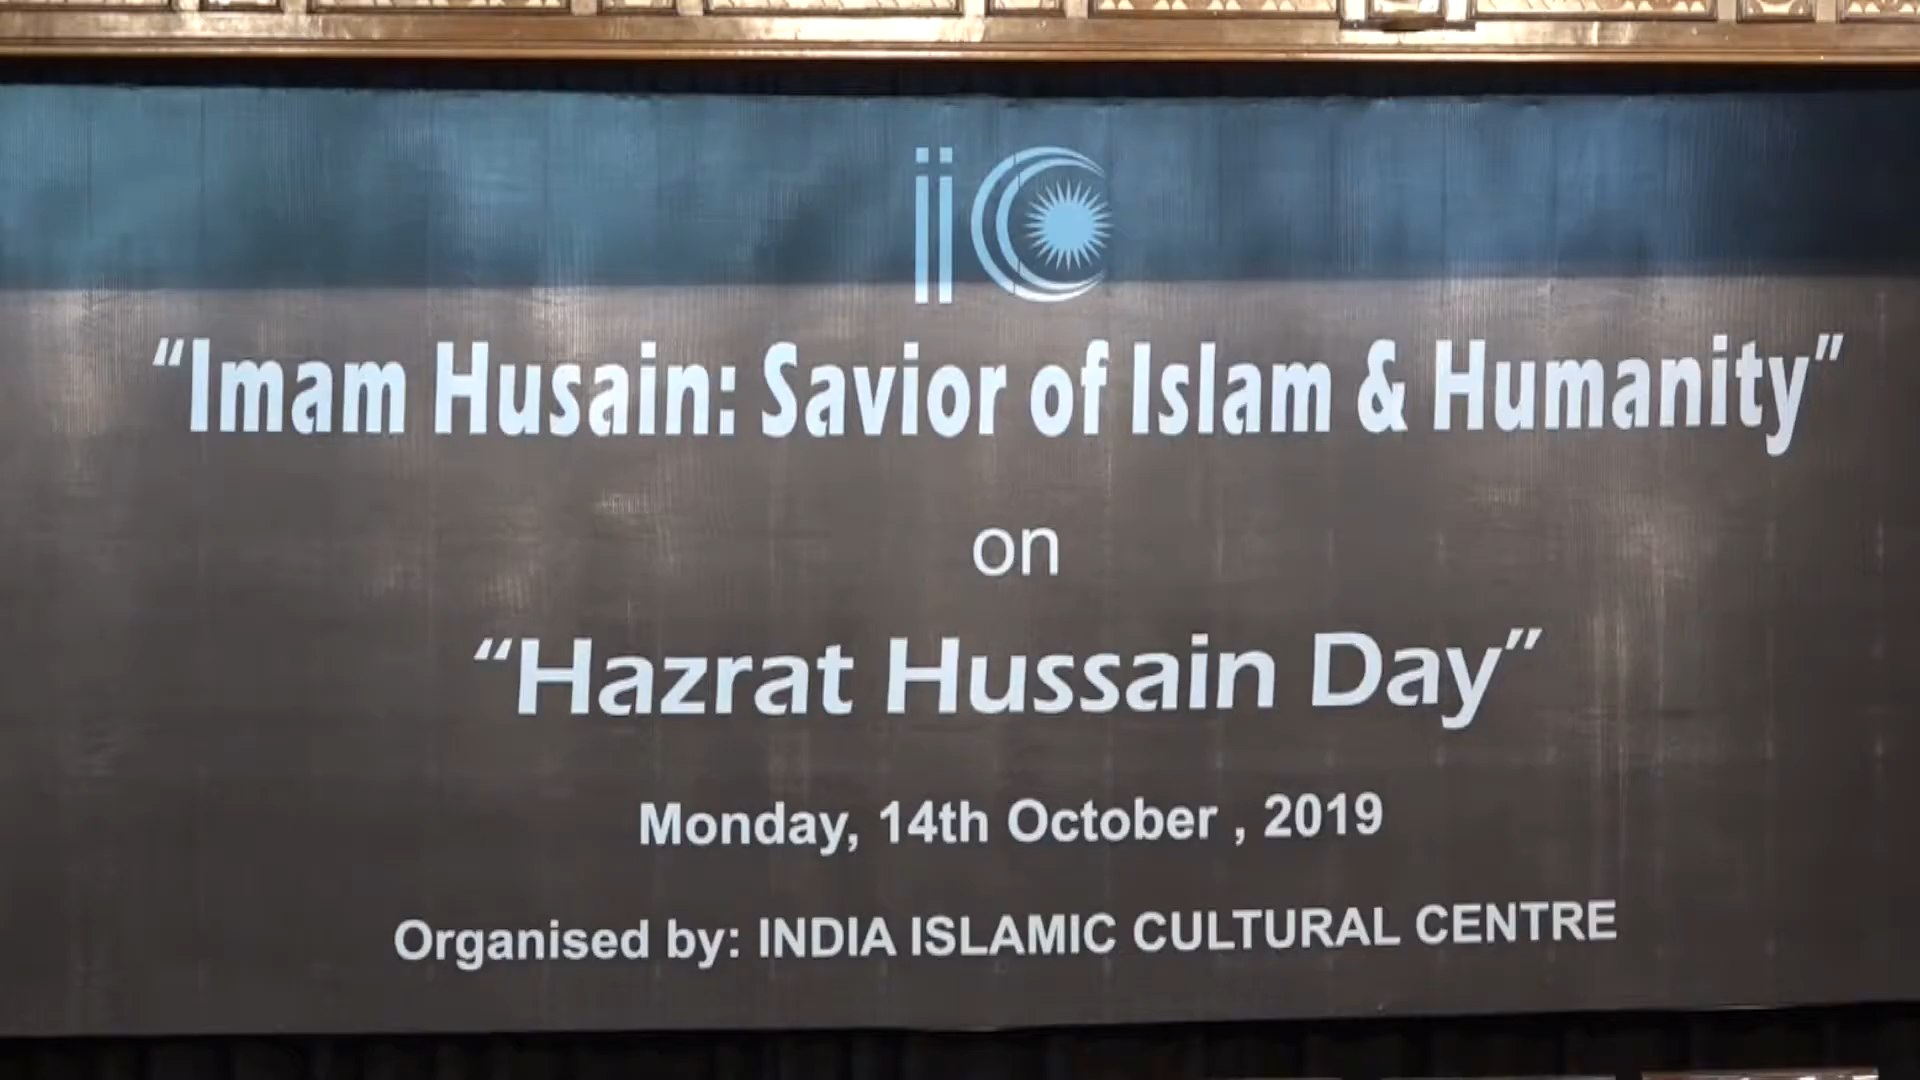 iic
“Imam Husain: Savior of Islam & Humanity”
on
“Hazrat Hussain Day”
Monday, 14th October , 2019
Organised by: INDIA ISLAMIC CULTURAL CENTRE